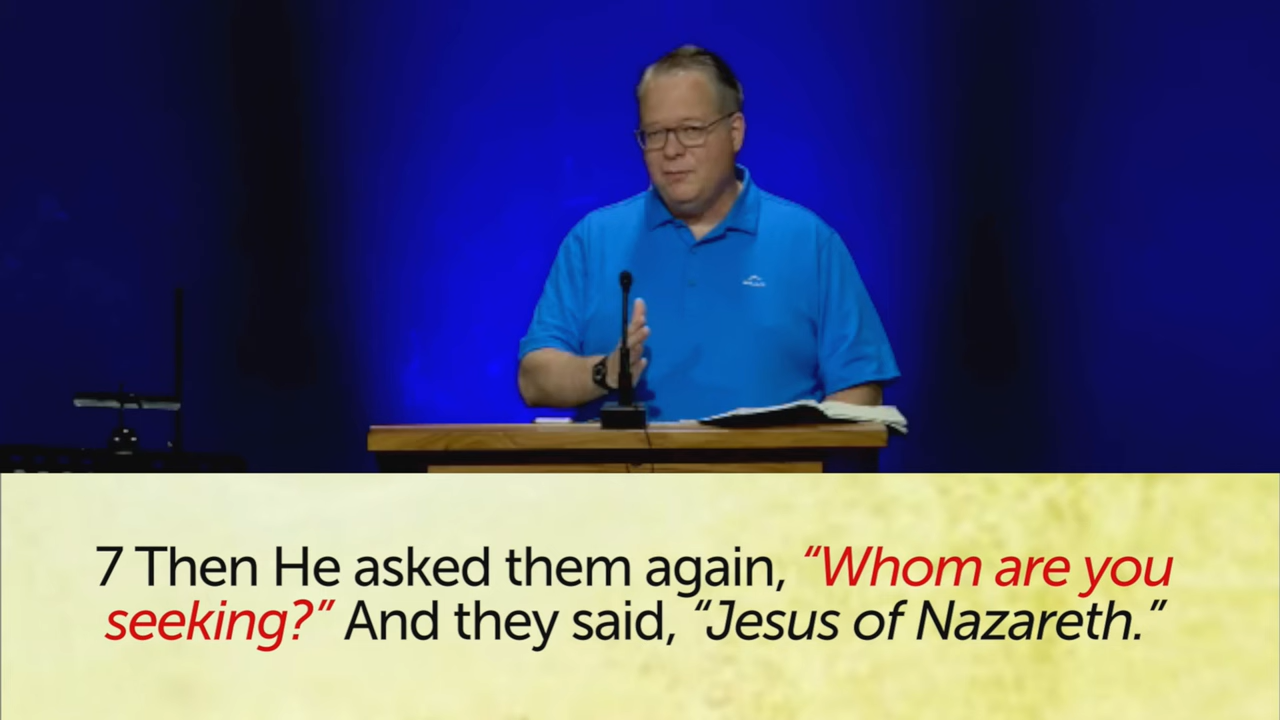 7 Then He asked them again, “Whom are you
seeking?” And they said, “Jesus of Nazareth.”